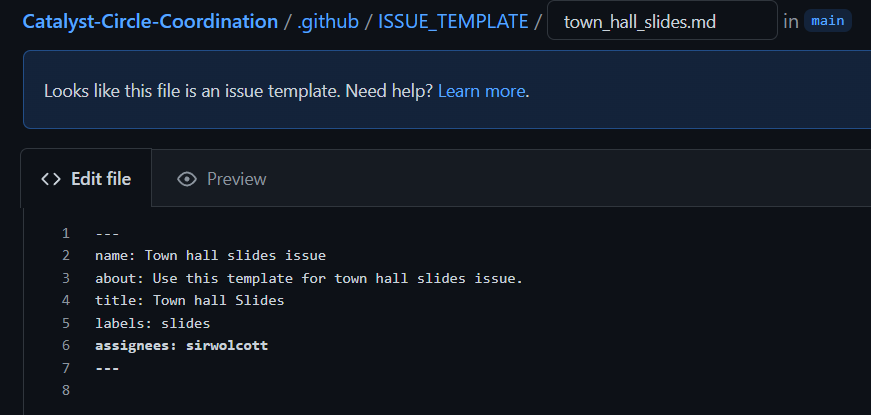 Catalyst-Circle-Coordination / .github / ISSUE_TEMPLATE / town_hall_slides.md in main
Looks like this file is an issue template. Need help? Learn more.
<> Edit file Preview
1 ---
2 name: Town hall slides issue
3 about: Use this template for town hall slides issue.
4 title: Town hall Slides
5 labels: slides
6 assignees: sirwolcott
7 ---
8